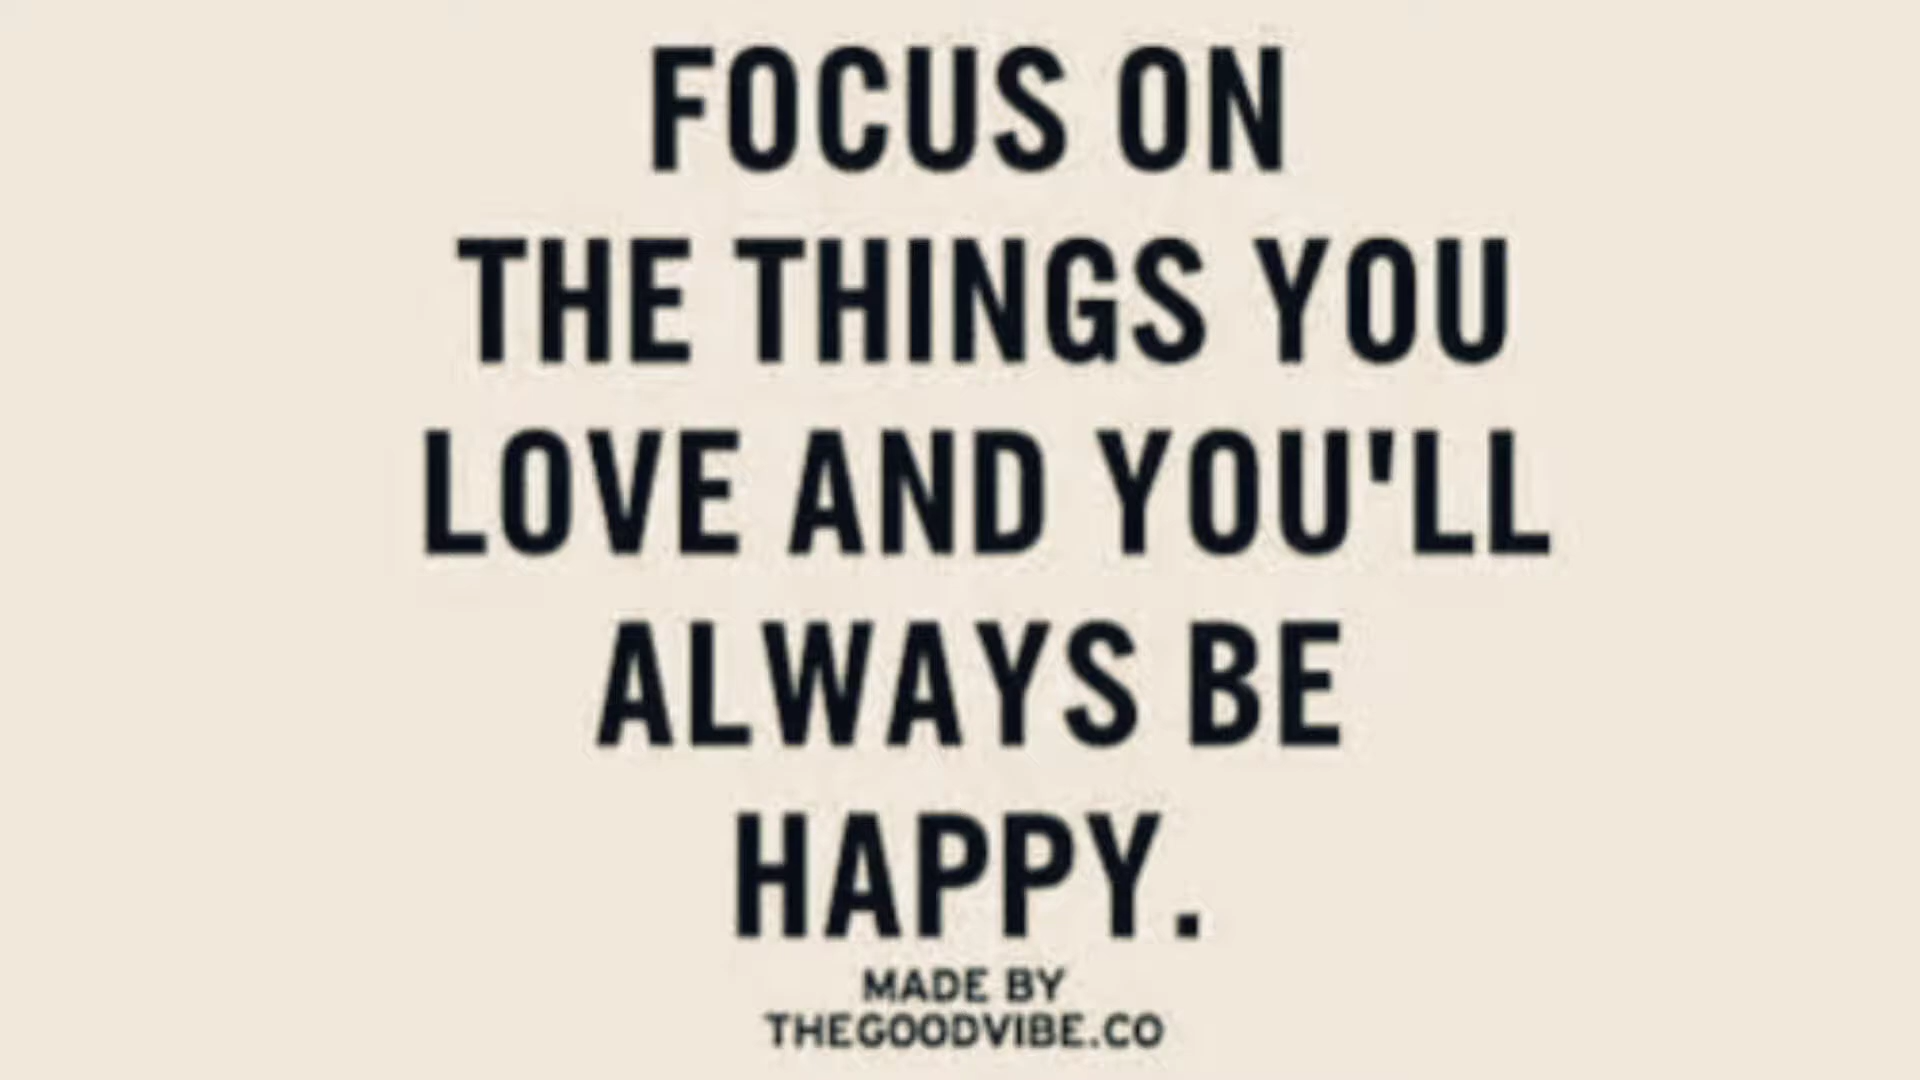 FOCUS ON
THE THINGS YOU
LOVE AND YOU'LL
ALWAYS BE
HAPPY.
MADE BY
THEGOODVIBE.CO